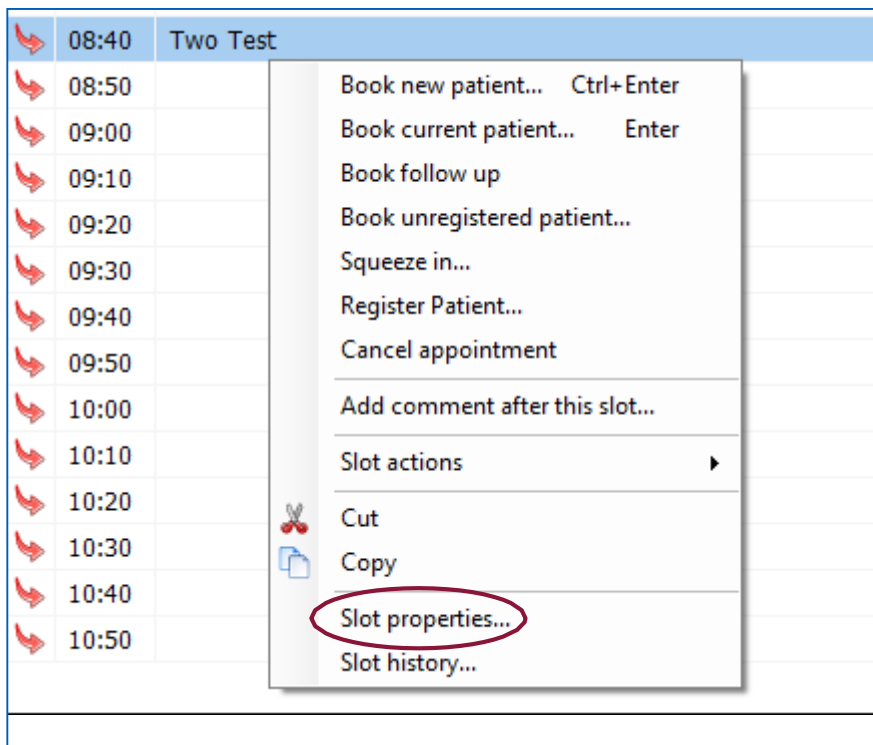 08:40 Two Test
08:50
09:00
09:10
09:20
09:30
09:40
09:50
10:00
10:10
10:20
10:30
10:40
10:50
Book new patient... Ctrl+Enter
Book current patient... Enter
Book follow up
Book unregistered patient...
Squeeze in...
Register Patient...
Cancel appointment
Add comment after this slot...
Slot actions
Cut
Copy
Slot properties...
Slot history...